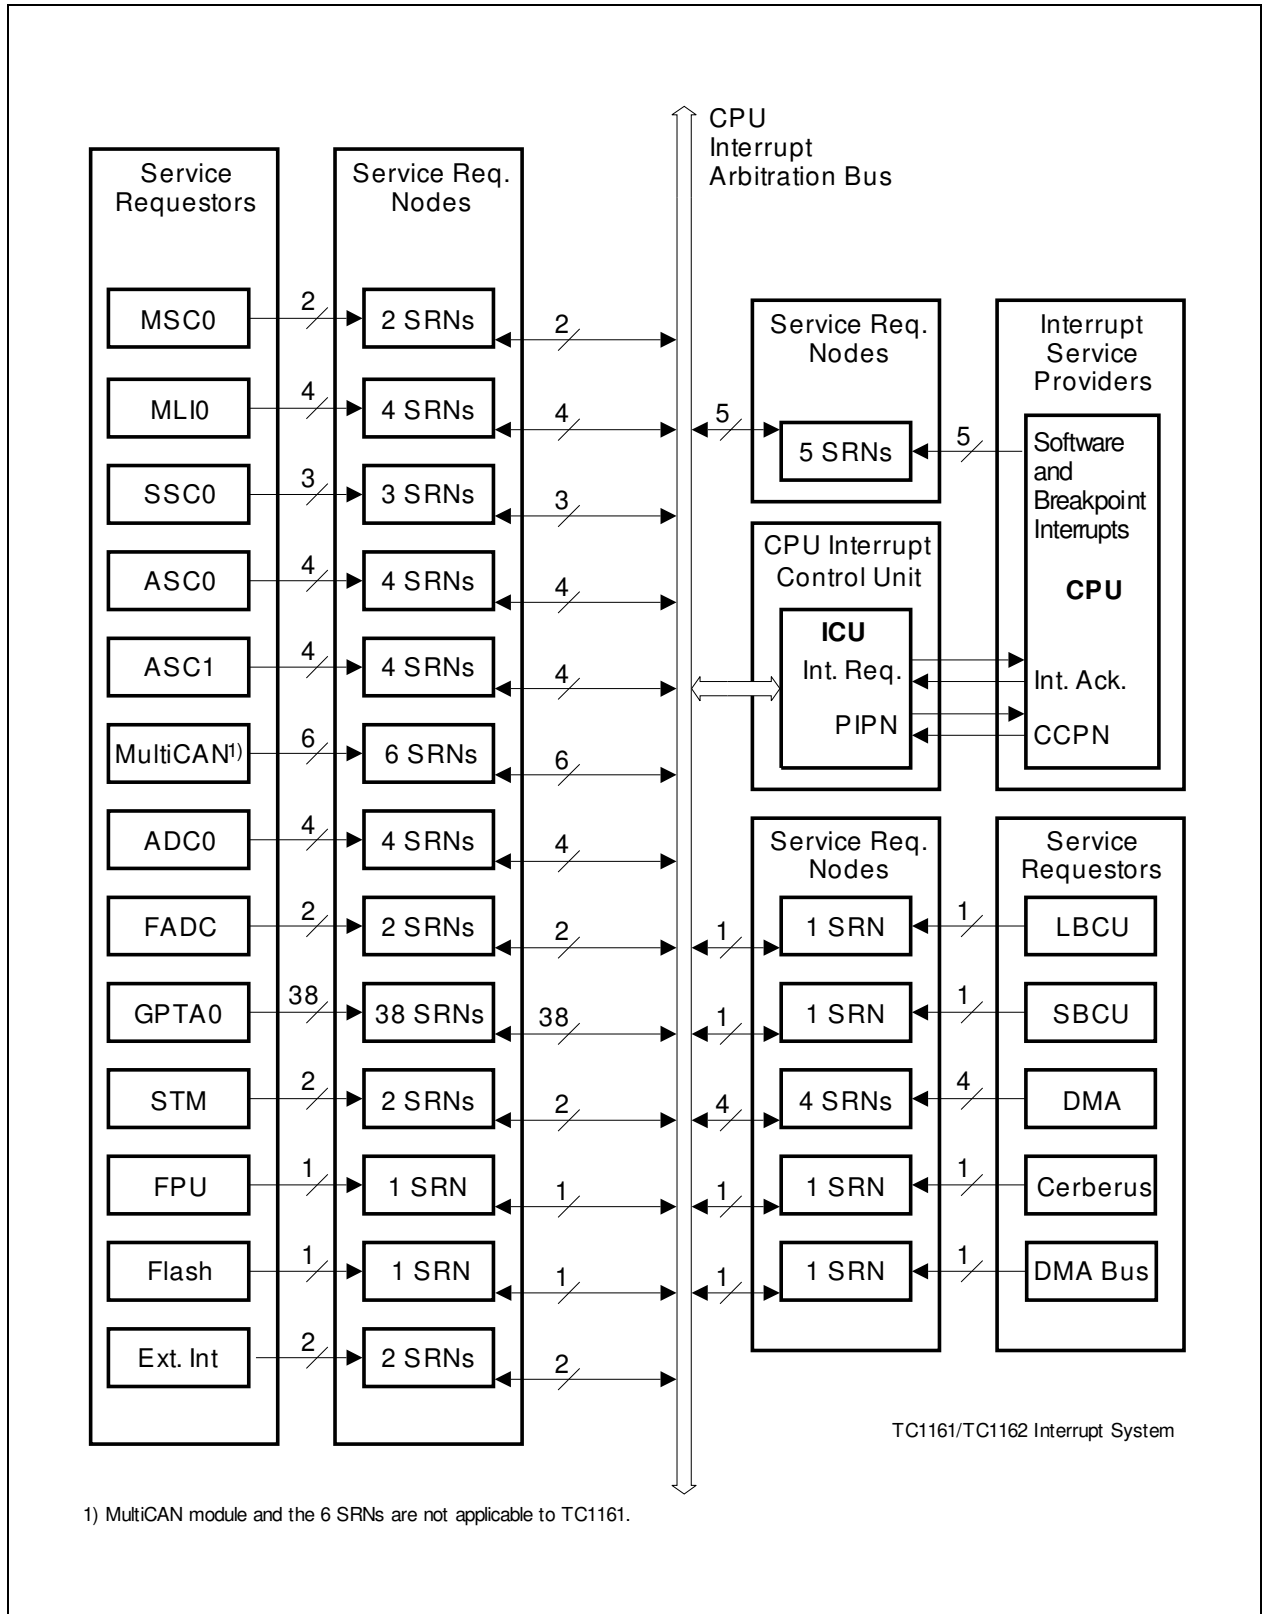 CPU
Interrupt
Arbitration Bus
Service
Requestors
Service Req.
Nodes
MSC0
2
2 SRNs
2
MLI0
4
4 SRNs
4
SSC0
3
3 SRNs
3
ASC0
4
4 SRNs
4
ASC1
4
4 SRNs
4
MultiCAN1)
6
6 SRNs
6
ADC0
4
4 SRNs
4
FADC
2
2 SRNs
2
GPTA0
38
38 SRNs
38
STM
2
2 SRNs
2
FPU
1
1 SRN
1
Flash
1
1 SRN
1
Ext. Int
2
2 SRNs
2
Service Req.
Nodes
5
5 SRNs
5
Interrupt
Service
Providers
Software
and
Breakpoint
Interrupts
CPU
Int. Ack.
CCPN
CPU Interrupt
Control Unit
ICU
Int. Req.
PIPN
Service Req.
Nodes
Service
Requestors
1
1 SRN
1
LBCU
1
1 SRN
1
SBCU
4
4 SRNs
4
DMA
1
1 SRN
1
Cerberus
1
1 SRN
1
DMA Bus
TC1161/TC1162 Interrupt System
1) MultiCAN module and the 6 SRNs are not applicable to TC1161.